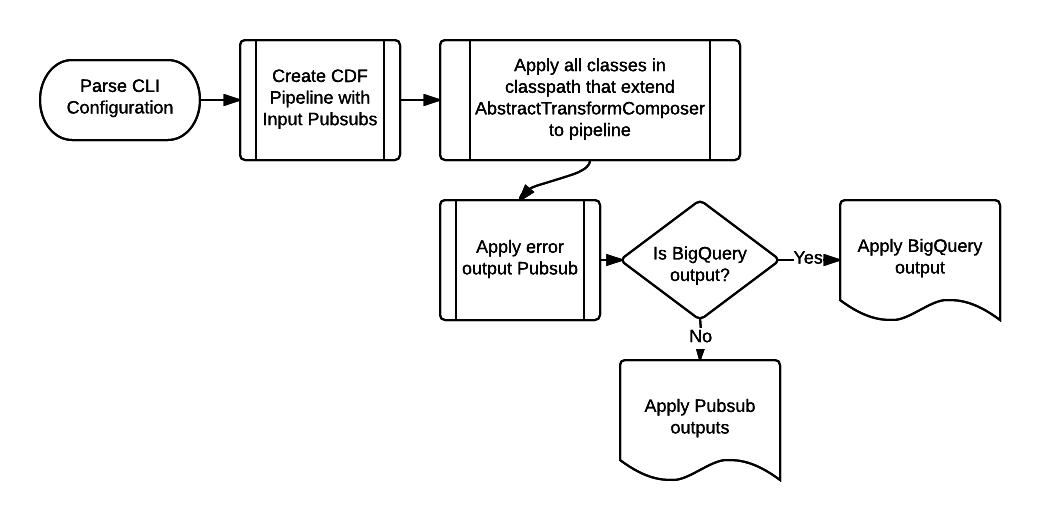 Parse CLI
Configuration
Create CDF
Pipeline with
Input Pubsubs
Apply all classes in
classpath that extend
AbstractTransformComposer
to pipeline
Apply error
output Pubsub
Is BigQuery
output?
Yes
Apply BigQuery
output
No
Apply Pubsub
outputs